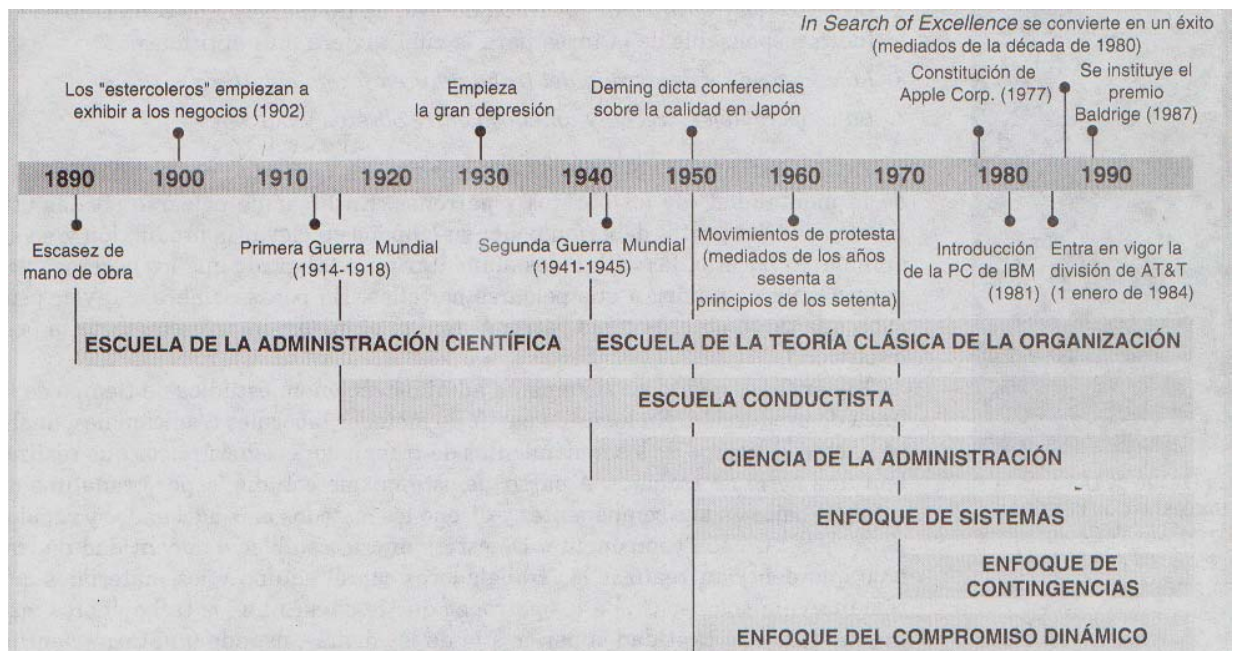 In Search of Excellence se convierte en un éxito
(mediados de la década de 1980)
Los "estercoleros" empiezan a
exhibir a los negocios (1902)
Empieza
la gran depresión
Deming dicta conferencias
sobre la calidad en Japón
Constitución de
Apple Corp. (1977)
Se instituye el
premio
Baldrige (1987)
1890 1900 1910 1920 1930 1940 1950 1960 1970 1980 1990
Escasez de
mano de obra
Primera Guerra Mundial
(1914-1918)
Segunda Guerra Mundial
(1941-1945)
Movimientos de protesta
(mediados de los años
sesenta a
principios de los setenta)
Introducción
de la PC de IBM
(1981)
Entra en vigor la
división de AT&T
(1 enero de 1984)
ESCUELA DE LA ADMINISTRACIÓN CIENTÍFICA
ESCUELA DE LA TEORÍA CLÁSICA DE LA ORGANIZACIÓN
ESCUELA CONDUCTISTA
CIENCIA DE LA ADMINISTRACIÓN
ENFOQUE DE SISTEMAS
ENFOQUE DE
CONTINGENCIAS
ENFOQUE DEL COMPROMISO DINÁMICO